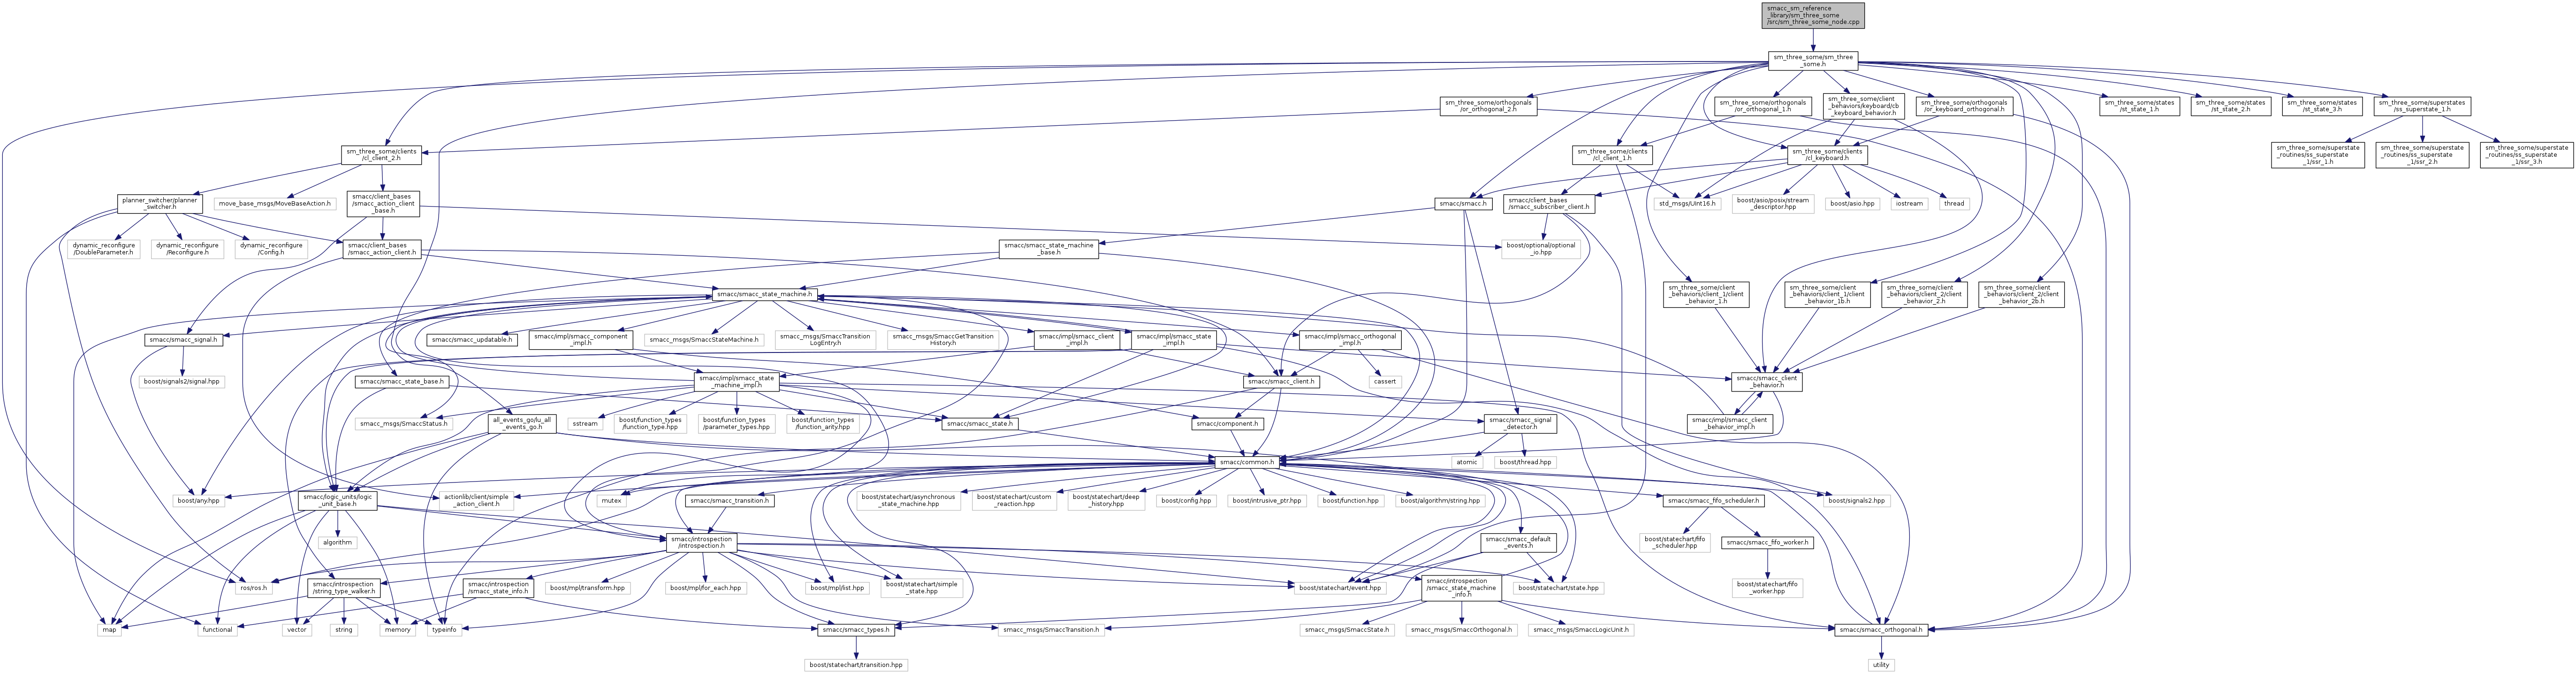 smacc_sm_reference
_library/sm_three_some
/src/sm_three_some_node.cpp
sm_three_some/sm_three
_some.h
sm_three_some/orthogonals
/or_orthogonal_2.h
sm_three_some/orthogonals
/or_orthogonal_1.h
sm_three_some/client
_behaviors/keyboard/cb
_keyboard_behavior.h
sm_three_some/orthogonals
/or_keyboard_orthogonal.h
sm_three_some/states
/st_state_1.h
sm_three_some/states
/st_state_2.h
sm_three_some/states
/st_state_3.h
sm_three_some/superstates
/ss_superstate_1.h
sm_three_some/clients
/cl_client_2.h
sm_three_some/clients
/cl_client_1.h
sm_three_some/clients
/cl_keyboard.h
sm_three_some/superstate
_routines/ss_superstate
_1/ssr_1.h
sm_three_some/superstate
_routines/ss_superstate
_1/ssr_2.h
sm_three_some/superstate
_routines/ss_superstate
_1/ssr_3.h
planner_switcher/planner
_switcher.h
move_base_msgs/MoveBaseAction.h
smacc/client_bases
/smacc_action_client
_base.h
smacc/smacc.h
smacc/client_bases
/smacc_subscriber_client.h
std_msgs/UInt16.h
boost/asio/posix/stream
_descriptor.hpp
boost/asio.hpp
iostream
thread
dynamic_reconfigure
/DoubleParameter.h
dynamic_reconfigure
/Reconfigure.h
dynamic_reconfigure
/Config.h
smacc/client_bases
/smacc_action_client.h
smacc/smacc_state_machine
_base.h
boost/optional/optional
_io.hpp
smacc/smacc_state_machine.h
sm_three_some/client
_behaviors/client_1/client
_behavior_1.h
sm_three_some/client
_behaviors/client_1/client
_behavior_1b.h
sm_three_some/client
_behaviors/client_2/client
_behavior_2.h
sm_three_some/client
_behaviors/client_2/client
_behavior_2b.h
smacc/smacc_signal.h
smacc/smacc_updatable.h
smacc/impl/smacc_component
_impl.h
smacc_msgs/SmaccStateMachine.h
smacc_msgs/SmaccTransition
LogEntry.h
smacc_msgs/SmaccGetTransition
History.h
smacc/impl/smacc_client
_impl.h
smacc/impl/smacc_state
_impl.h
smacc/impl/smacc_orthogonal
_impl.h
boost/signals2/signal.hpp
smacc/smacc_state_base.h
smacc/impl/smacc_state
_machine_impl.h
smacc/smacc_client.h
cassert
smacc/smacc_client
_behavior.h
smacc_msgs/SmaccStatus.h
all_events_go/lu_all
_events_go.h
sstream
boost/function_types
/function_type.hpp
boost/function_types
/parameter_types.hpp
boost/function_types
/function_arity.hpp
smacc/smacc_state.h
smacc/component.h
smacc/smacc_signal
_detector.h
smacc/impl/smacc_client
_behavior_impl.h
smacc/common.h
atomic
boost/thread.hpp
boost/any.hpp
smacc/logic_units/logic
_unit_base.h
actionlib/client/simple
_action_client.h
mutex
smacc/smacc_transition.h
boost/statechart/asynchronous
_state_machine.hpp
boost/statechart/custom
_reaction.hpp
boost/statechart/deep
_history.hpp
boost/config.hpp
boost/intrusive_ptr.hpp
boost/function.hpp
boost/algorithm/string.hpp
smacc/smacc_fifo_scheduler.h
boost/signals2.hpp
algorithm
smacc/introspection
/introspection.h
smacc/smacc_default
_events.h
boost/statechart/fifo
_scheduler.hpp
smacc/smacc_fifo_worker.h
ros/ros.h
smacc/introspection
/string_type_walker.h
smacc/introspection
/smacc_state_info.h
boost/mpl/transform.hpp
boost/mpl/for_each.hpp
boost/mpl/list.hpp
boost/statechart/simple
_state.hpp
boost/statechart/event.hpp
smacc/introspection
/smacc_state_machine
_info.h
boost/statechart/state.hpp
boost/statechart/fifo
_worker.hpp
map
functional
vector
string
memory
typeinfo
smacc/smacc_types.h
smacc_msgs/SmaccTransition.h
smacc_msgs/SmaccState.h
smacc_msgs/SmaccOrthogonal.h
smacc_msgs/SmaccLogicUnit.h
smacc/smacc_orthogonal.h
boost/statechart/transition.hpp
utility